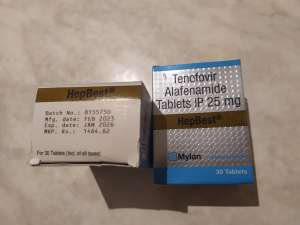 HepBest®
Batch No.: 8155750
Mfg. date: FEB 2023
Exp. date: JAN 2026
MRP. Rs.: 1464.62
For 30 Tablets (Incl. of all taxes)
Tenofovir
Alafenamide
Tablets IP 25 mg
HepBest®
Mylan
30 Tablets